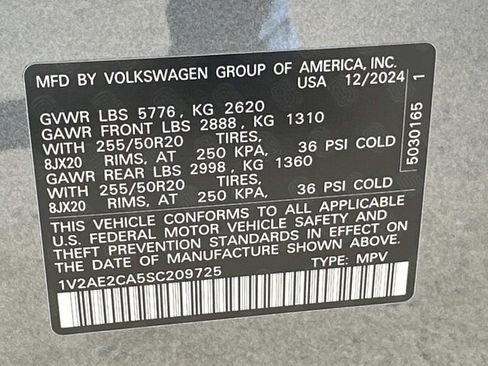 MFD BY VOLKSWAGEN GROUP OF AMERICA, INC.
USA 12/2024
GVWR LBS 5776, KG 2620
GAWR FRONT LBS 2888, KG 1310
WITH 255/50R20 TIRES,
8JX20 RIMS, AT 250 KPA, 36 PSI COLD
GAWR REAR LBS 2998, KG 1360
WITH 255/50R20 TIRES,
8JX20 RIMS, AT 250 KPA, 36 PSI COLD
THIS VEHICLE CONFORMS TO ALL APPLICABLE
U.S. FEDERAL MOTOR VEHICLE SAFETY AND
THEFT PREVENTION STANDARDS IN EFFECT ON
THE DATE OF MANUFACTURE SHOWN ABOVE.
1V2AE2CA5SC209725 TYPE: MPV
5030165 1